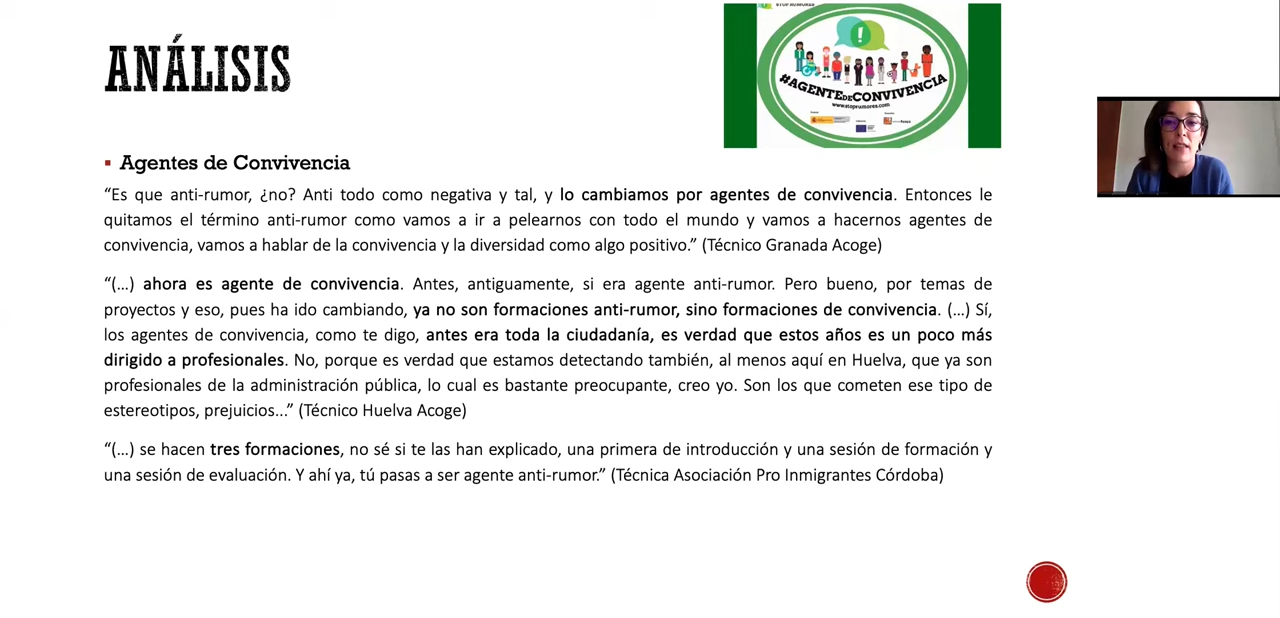 STOP RUMORES
ANÁLISIS
!
#AGENTEDECONVIVENCIA
www.stoprumores.com
Agentes de Convivencia
“Es que anti-rumor, ¿no? Anti todo como negativa y tal, y lo cambiamos por agentes de convivencia. Entonces le
quitamos el término anti-rumor como vamos a ir a pelearnos con todo el mundo y vamos a hacernos agentes de
convivencia, vamos a hablar de la convivencia y la diversidad como algo positivo.” (Técnico Granada Acoge)
“(...) ahora es agente de convivencia. Antes, antiguamente, si era agente anti-rumor. Pero bueno, por temas de
proyectos y eso, pues ha ido cambiando, ya no son formaciones anti-rumor, sino formaciones de convivencia. (...) Sí,
los agentes de convivencia, como te digo, antes era toda la ciudadanía, es verdad que estos años es un poco más
dirigido a profesionales. No, porque es verdad que estamos detectando también, al menos aquí en Huelva, que ya son
profesionales de la administración pública, lo cual es bastante preocupante, creo yo. Son los que cometen ese tipo de
estereotipos, prejuicios...” (Técnico Huelva Acoge)
“(...) se hacen tres formaciones, no sé si te las han explicado, una primera de introducción y una sesión de formación y
una sesión de evaluación. Y ahí ya, tú pasas a ser agente anti-rumor.” (Técnica Asociación Pro Inmigrantes Córdoba)